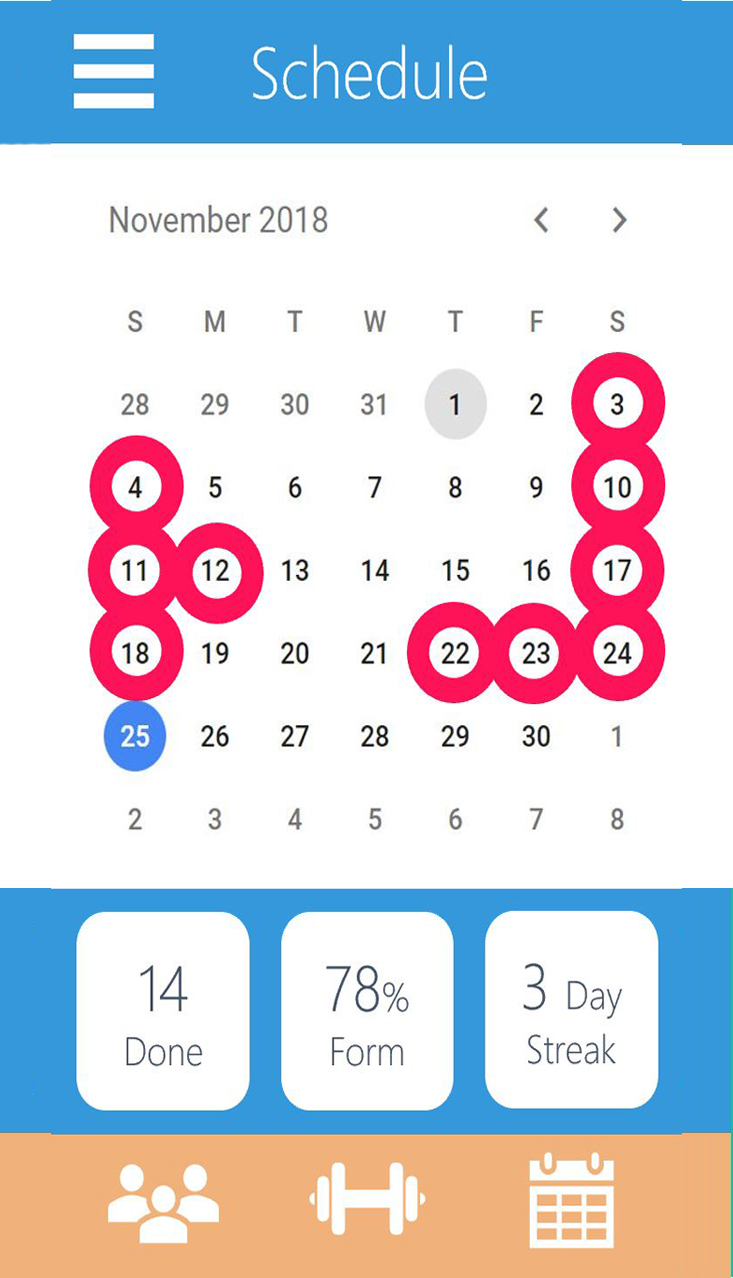 Schedule
November 2018
S M T W T F S
28 29 30 31 1 2 3
4 5 6 7 8 9 10
11 12 13 14 15 16 17
18 19 20 21 22 23 24
25 26 27 28 29 30 1
2 3 4 5 6 7 8
14 78% 3 Day
Done Form Streak